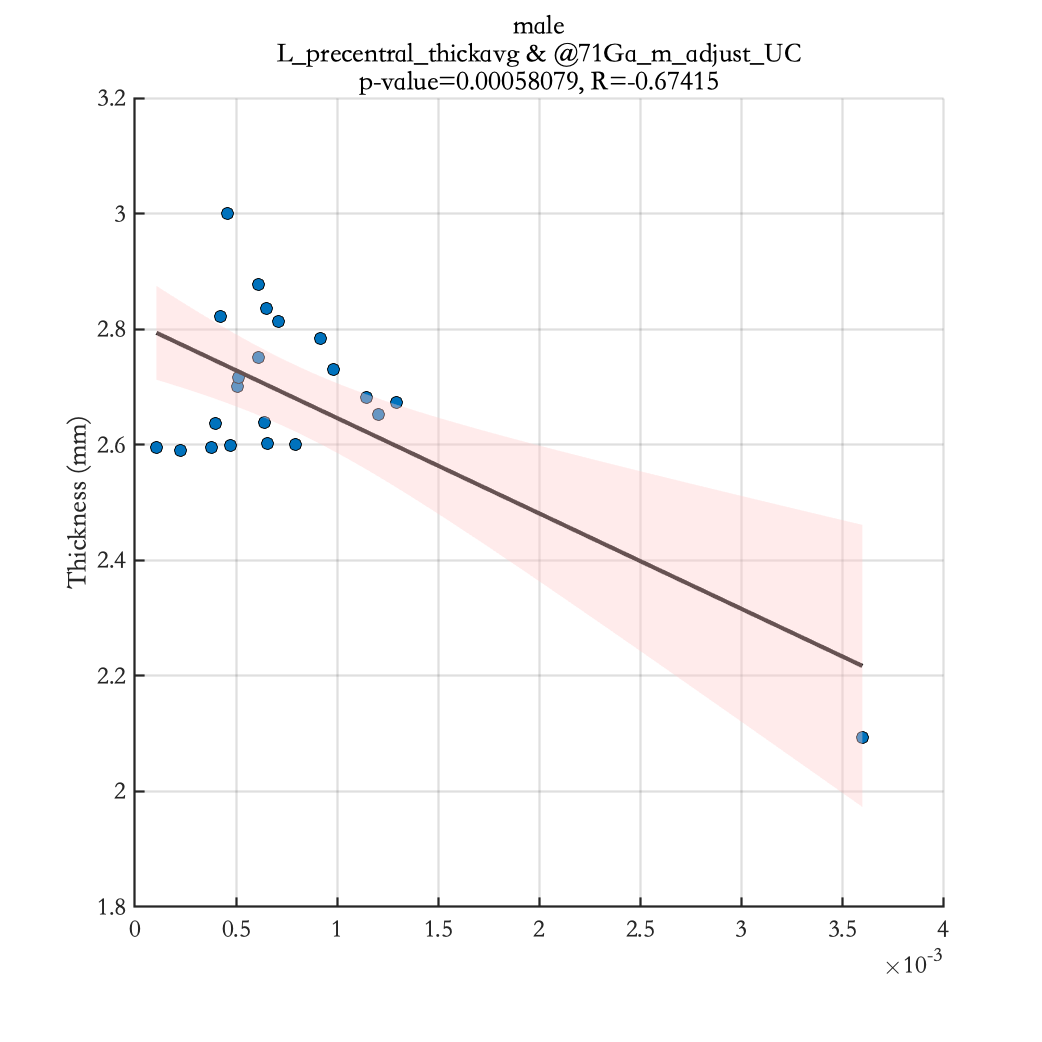 male
L_precentral_thickavg & @71Ga_m_adjust_UC
p-value=0.00058079, R=-0.67415
3.2
3
2.8
2.6
2.4
2.2
2
1.8
Thickness (mm)
0 0.5 1 1.5 2 2.5 3 3.5 4
×10⁻³